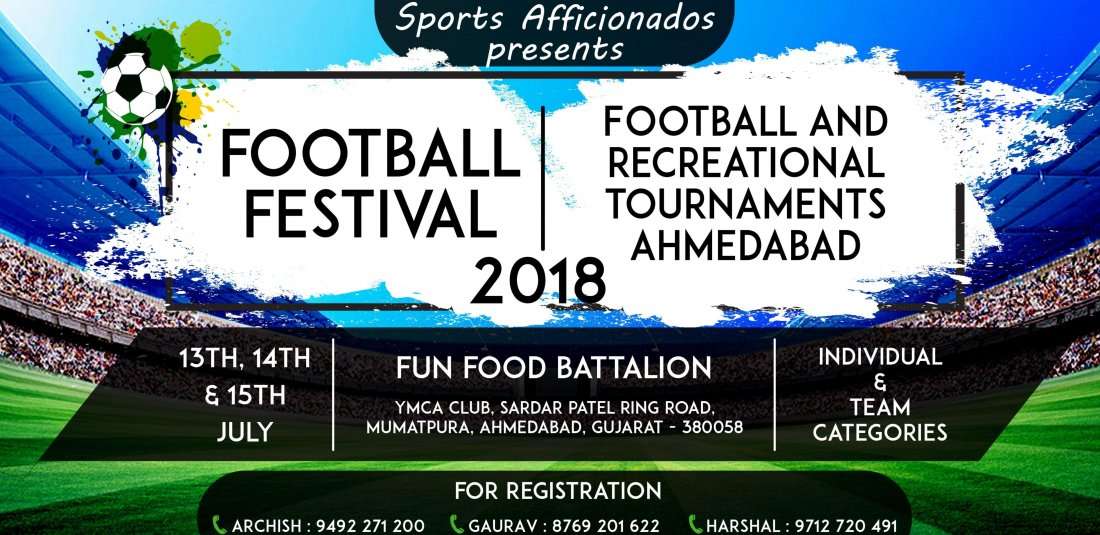 Sports Afficionados
presents
FOOTBALL
FESTIVAL
FOOTBALL AND
RECREATIONAL
TOURNAMENTS
AHMEDABAD
2018
13TH, 14TH
& 15TH
JULY
FUN FOOD BATTALION
YMCA CLUB, SARDAR PATEL RING ROAD,
MUMATPURA, AHMEDABAD, GUJARAT - 380058
INDIVIDUAL
&
TEAM
CATEGORIES
FOR REGISTRATION
ARCHISH : 9492 271 200 GAURAV : 8769 201 622 HARSHAL : 9712 720 491